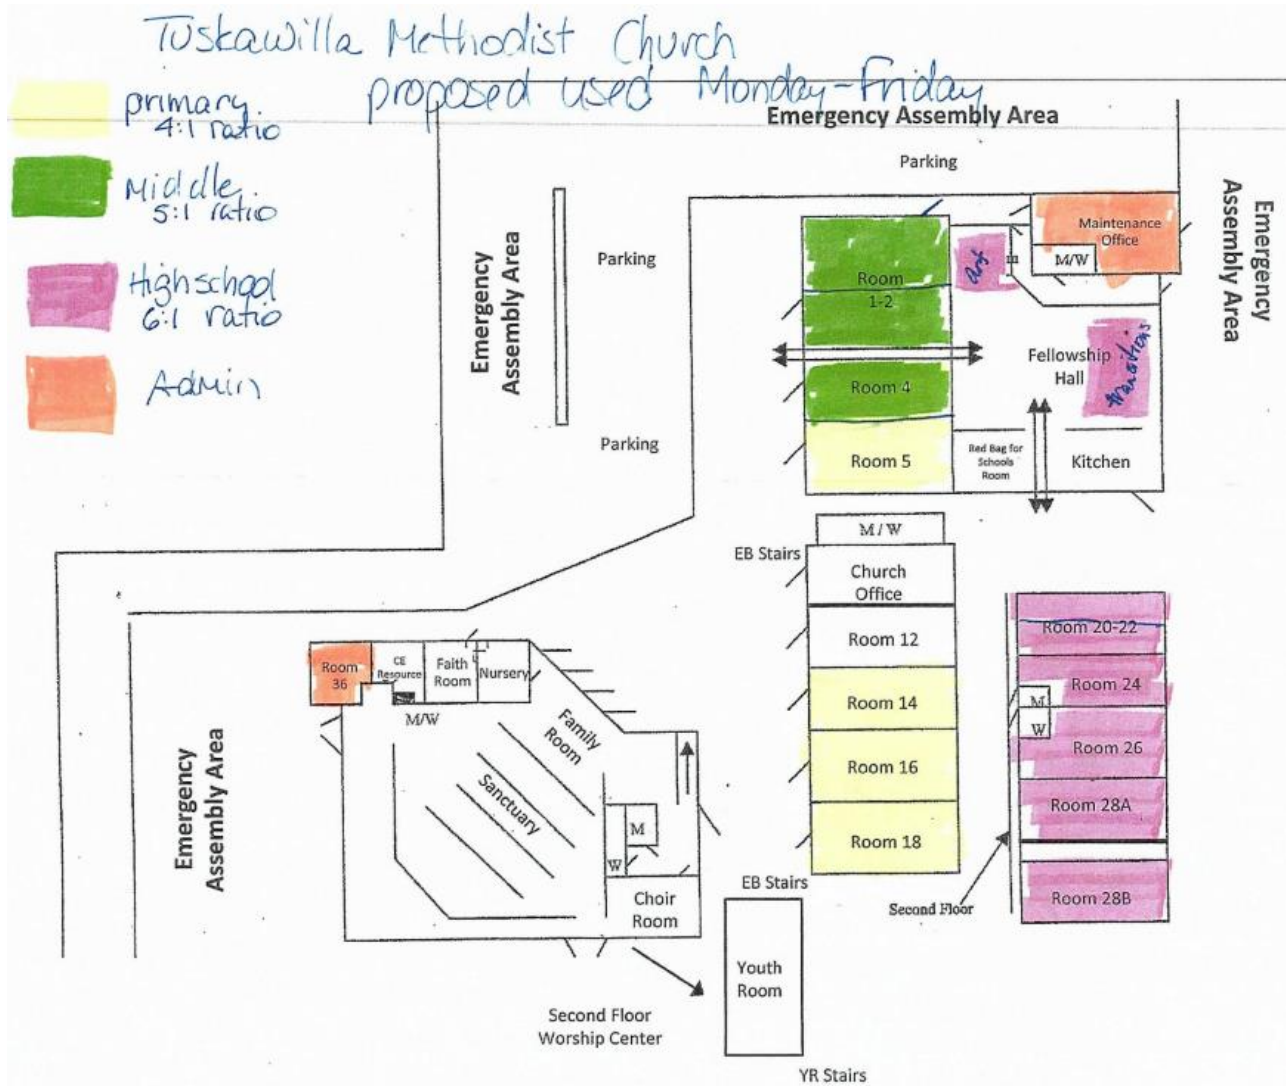 Tuskawilla Methodist Church
proposed used Monday-Friday
primary.
4:1 ratio
Middle.
5:1 ratio
Highschool
6:1 ratio
Admin
Emergency Assembly Area
Parking
Emergency
Assembly Area
Maintenance
Office
M/W
Art
Room
1-2
Parking
Emergency
Assembly Area
Fellowship
Hall
transitions
Room 4
Parking
Room 5
Red Bag for
Schools
Room
Kitchen
M / W
EB Stairs
Church
Office
Room 12
Room 14
Room 16
Room 18
EB Stairs
Room 20-22
Room 24
M
W
Room 26
Room 28A
Room 28B
Second Floor
Room
36
CE
Resource
Faith
Room
Nursery
M/W
Family
Room
Sanctuary
M
W
Choir
Room
Emergency
Assembly Area
Youth
Room
Second Floor
Worship Center
YR Stairs